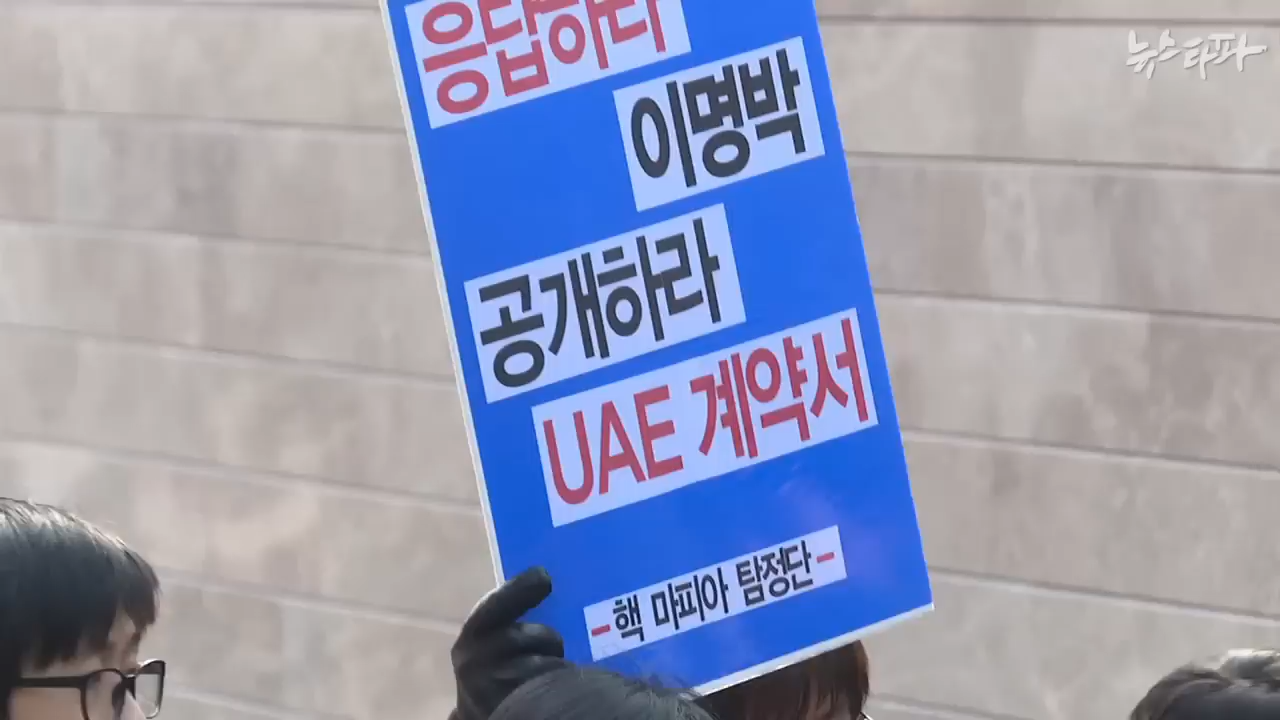 뉴스타파
응답하라
이명박
공개하라
UAE 계약서
-핵 마피아 탐정단-